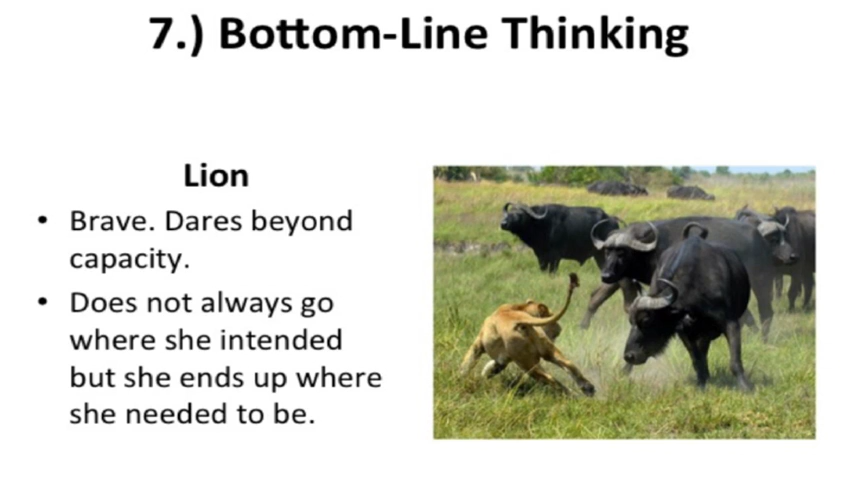 7.) Bottom-Line Thinking
Lion
• Brave. Dares beyond
capacity.
• Does not always go
where she intended
but she ends up where
she needed to be.